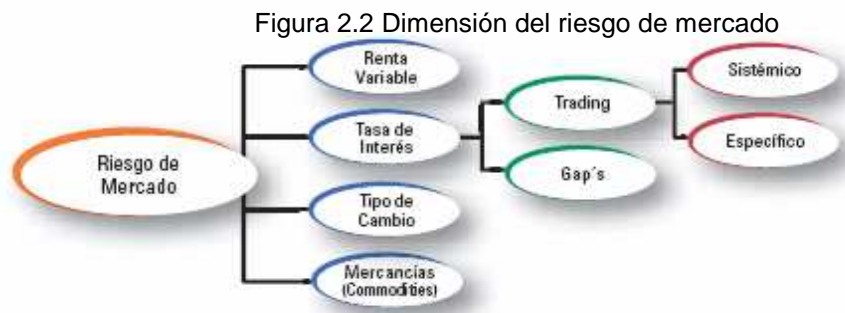 Figura 2.2 Dimensión del riesgo de mercado
Riesgo de
Mercado
Renta
Variable
Tasa de
Interés
Tipo de
Cambio
Mercancías
(Commodities)
Trading
Gap´s
Sistémico
Específico